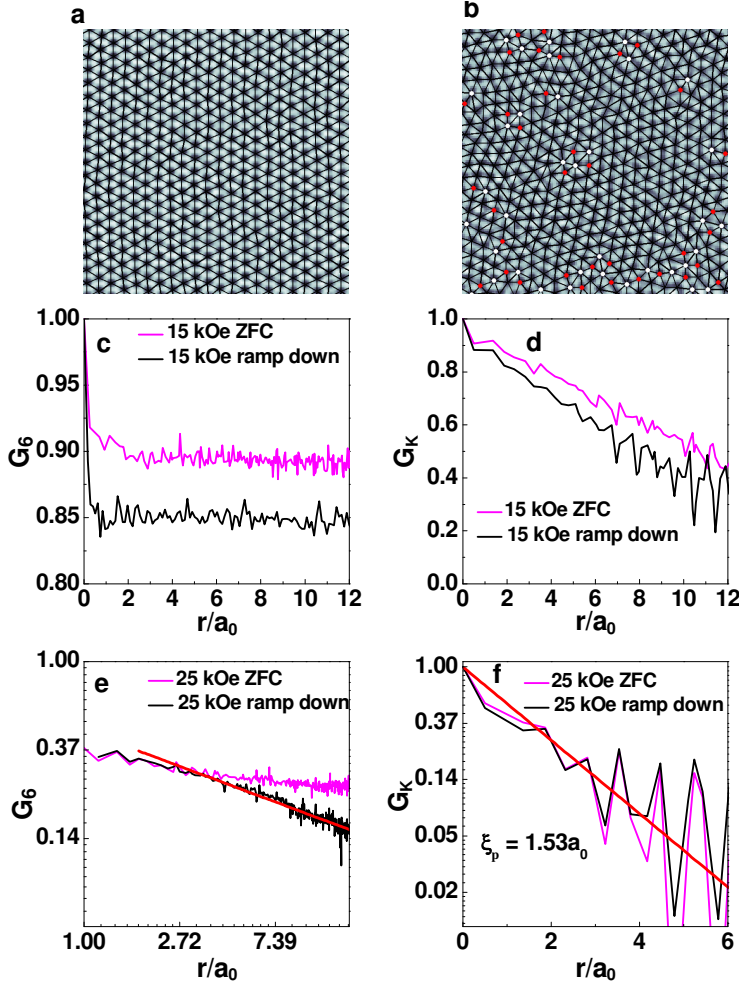 a
b
1.00
0.95
0.90
0.85
0.80
G6
c
15 kOe ZFC
15 kOe ramp down
0 2 4 6 8 10 12
r/a0
1.0
0.8
0.6
0.4
0.2
0.0
GK
d
15 kOe ZFC
15 kOe ramp down
0 2 4 6 8 10 12
r/a0
1.00
0.37
0.14
G6
e
25 kOe ZFC
25 kOe ramp down
1.00 2.72 7.39
r/a0
1.00
0.37
0.14
0.05
0.02
GK
f
25 kOe ZFC
25 kOe ramp down
ξp = 1.53a0
0 2 4 6
r/a0